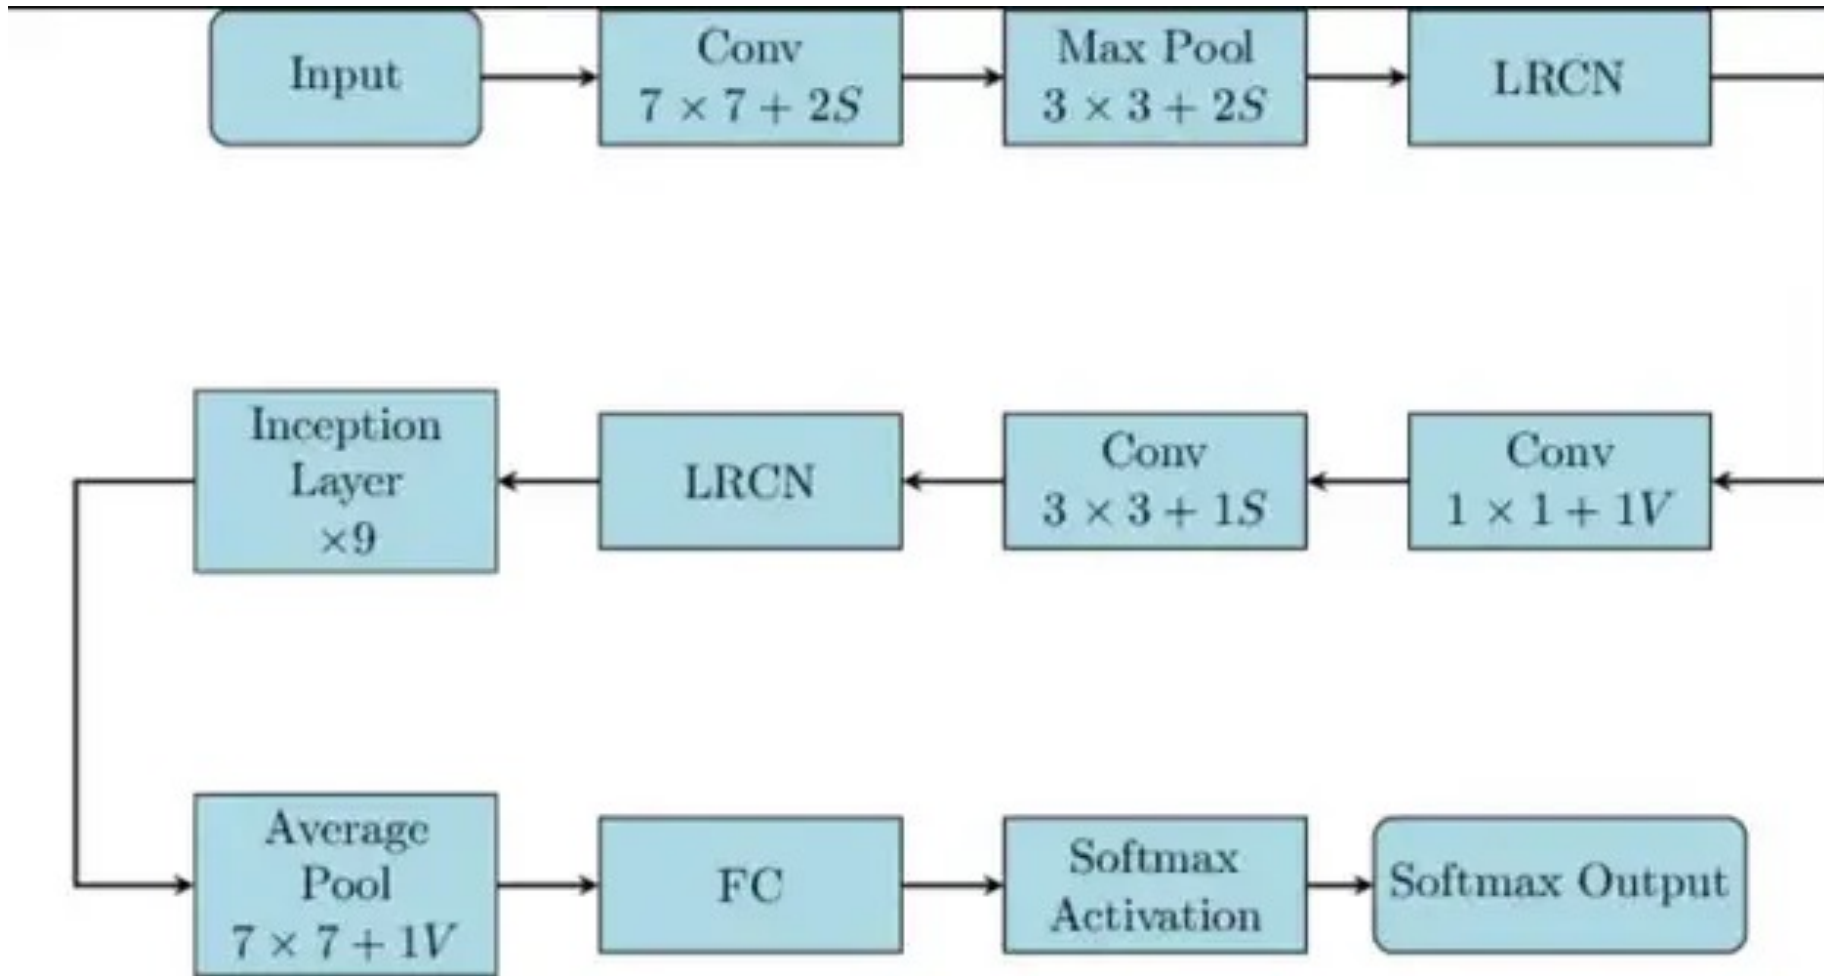 Input
Conv
7 × 7 + 2S
Max Pool
3 × 3 + 2S
LRCN
Conv
1 × 1 + 1V
Conv
3 × 3 + 1S
LRCN
Inception
Layer
×9
Average
Pool
7 × 7 + 1V
FC
Softmax
Activation
Softmax Output